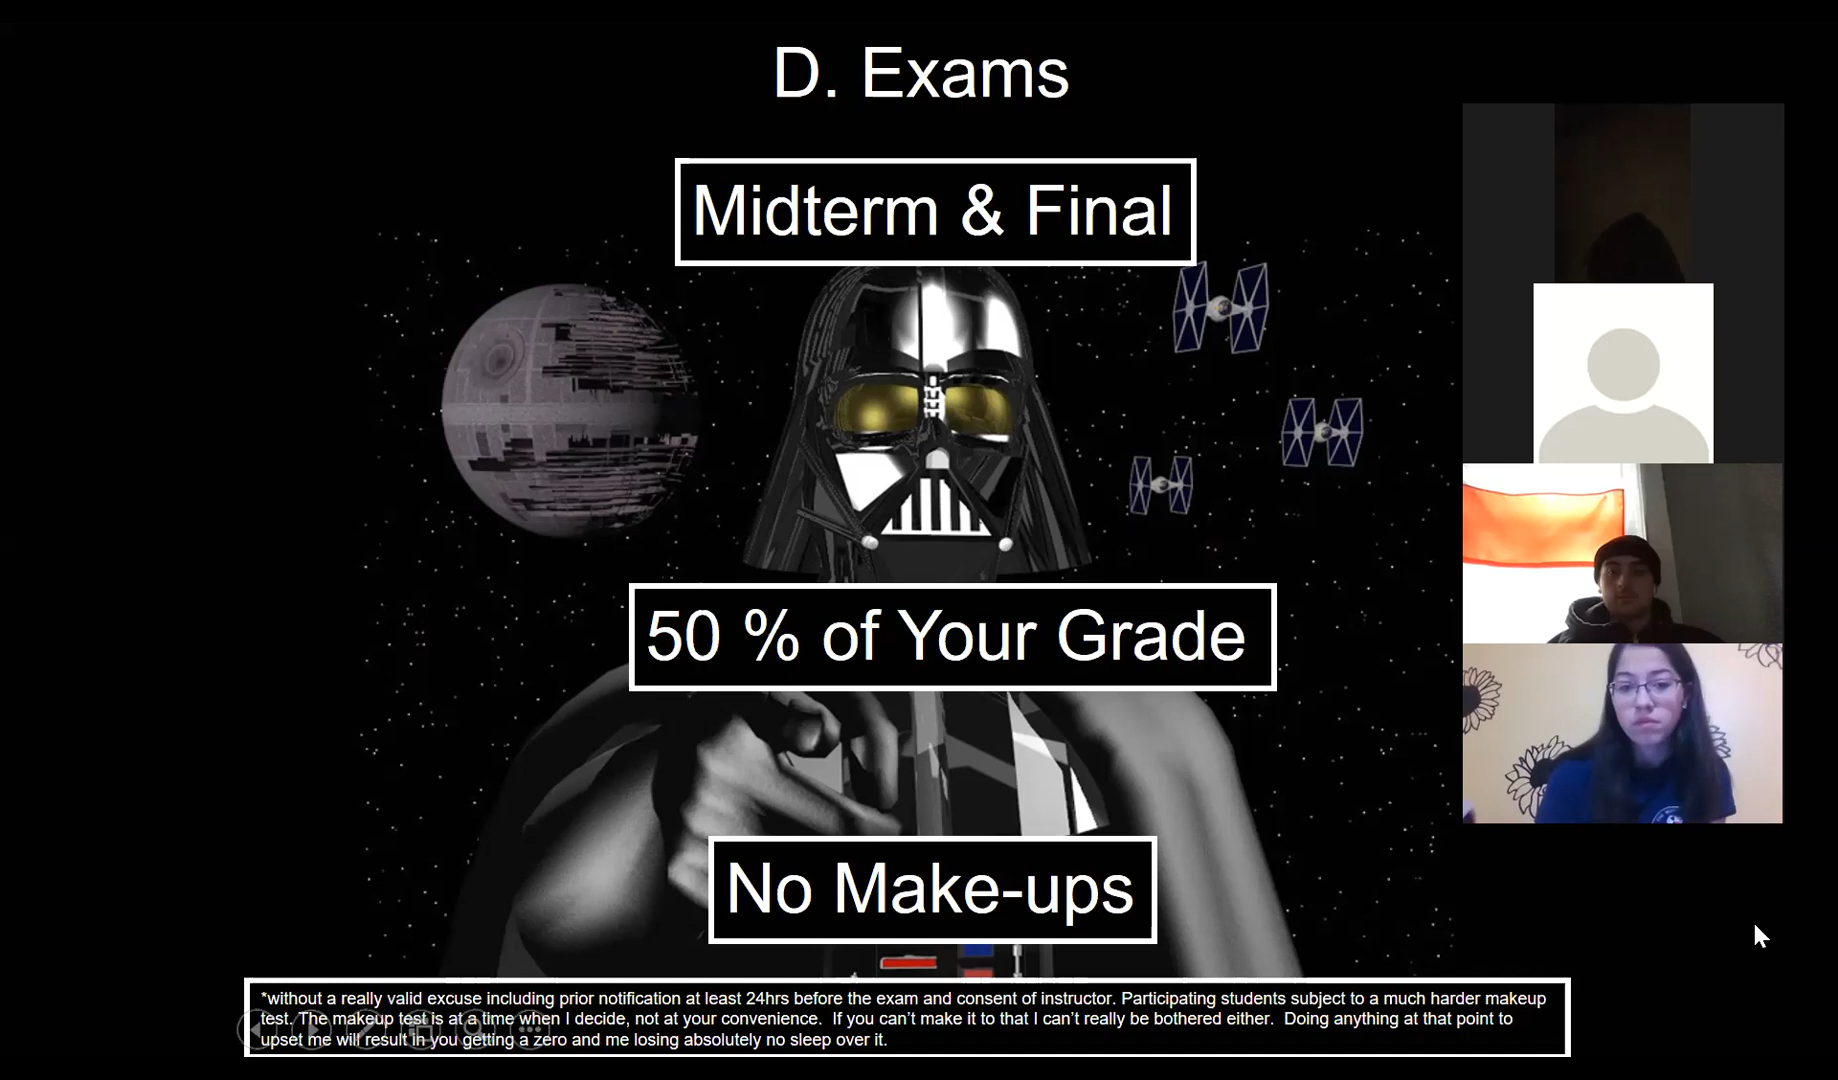 D. Exams
Midterm & Final
50 % of Your Grade
No Make-ups
*without a really valid excuse including prior notification at least 24hrs before the exam and consent of instructor. Participating students subject to a much harder makeup
test. The makeup test is at a time when I decide, not at your convenience.  If you can't make it to that I can't really be bothered either.  Doing anything at that point to
upset me will result in you getting a zero and me losing absolutely no sleep over it.